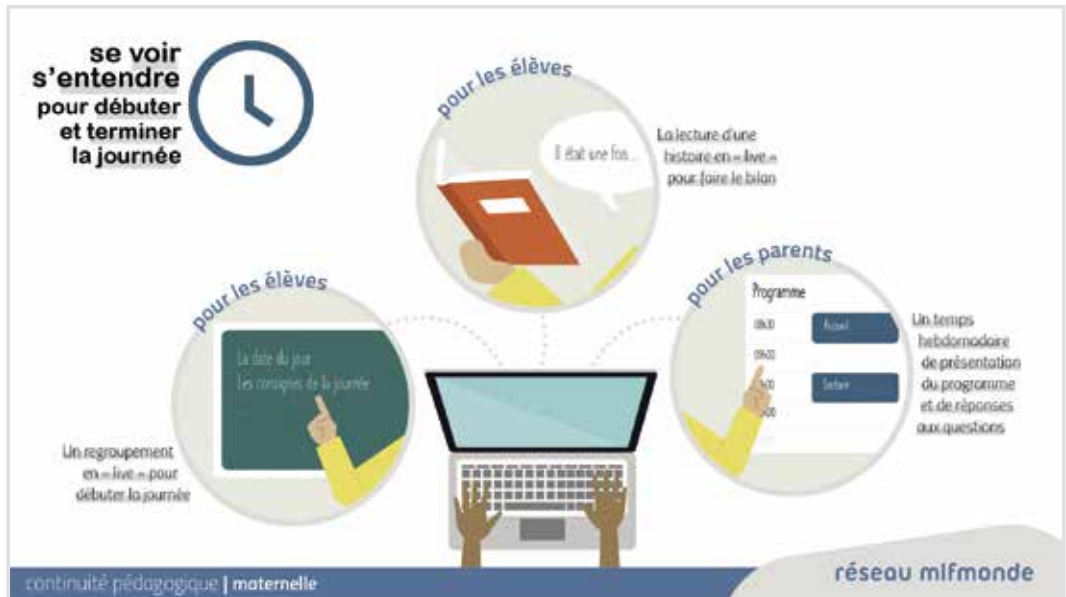 se voir
s'entendre
pour débuter
et terminer
la journée
pour les élèves
Il était une fois...
La lecture d'une
histoire en « live »
pour faire le bilan
pour les élèves
La date du jour
Les consignes de la journée
Un regroupement
en « live » pour
débuter la journée
pour les parents
Programme
08h30
Accueil
09h00
Lecture
Un temps
hebdomadaire
de présentation
du programme
et de réponses
aux questions
continuité pédagogique | maternelle
réseau mlfmonde